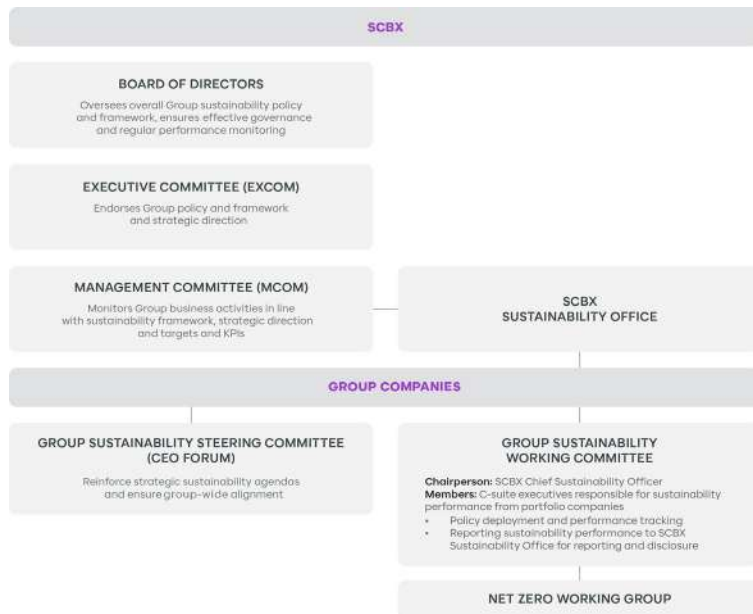 SCBX
BOARD OF DIRECTORS
Oversees overall Group sustainability policy
and framework, ensures effective governance
and regular performance monitoring
EXECUTIVE COMMITTEE (EXCOM)
Endorses Group policy and framework
and strategic direction
MANAGEMENT COMMITTEE (MCOM)
Monitors Group business activities in line
with sustainability framework, strategic direction
and targets and KPIs
SCBX
SUSTAINABILITY OFFICE
GROUP COMPANIES
GROUP SUSTAINABILITY STEERING COMMITTEE
(CEO FORUM)
Reinforce strategic sustainability agendas
and ensure group-wide alignment
GROUP SUSTAINABILITY
WORKING COMMITTEE
Chairperson: SCBX Chief Sustainability Officer
Members: C-suite executives responsible for sustainability
performance from portfolio companies
• Policy deployment and performance tracking
• Reporting sustainability performance to SCBX
Sustainability Office for reporting and disclosure
NET ZERO WORKING GROUP